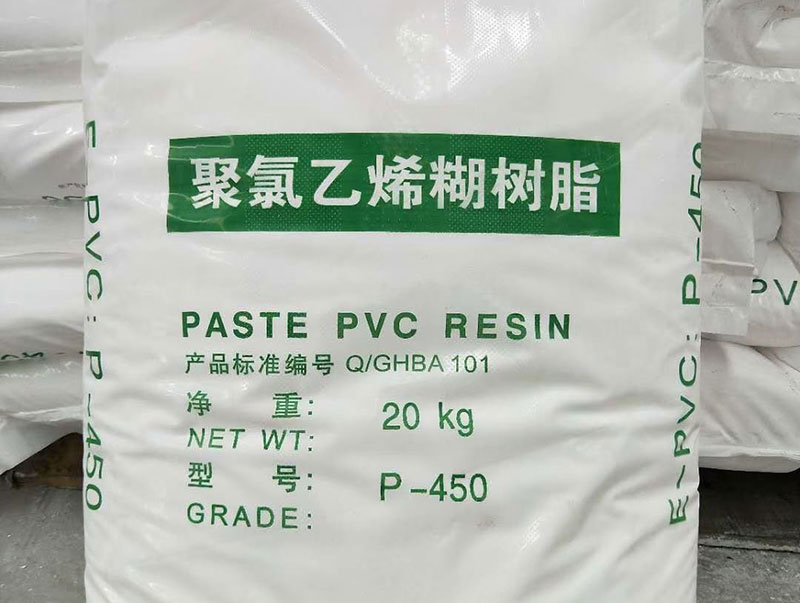 聚氯乙烯糊树脂
PASTE PVC RESIN
产品标准编号 Q/GHBA 101
净 重: 20 kg
NET WT:
型 号: P-450
GRADE:
E-PVC: P-450
E-PVC: P-450
PV